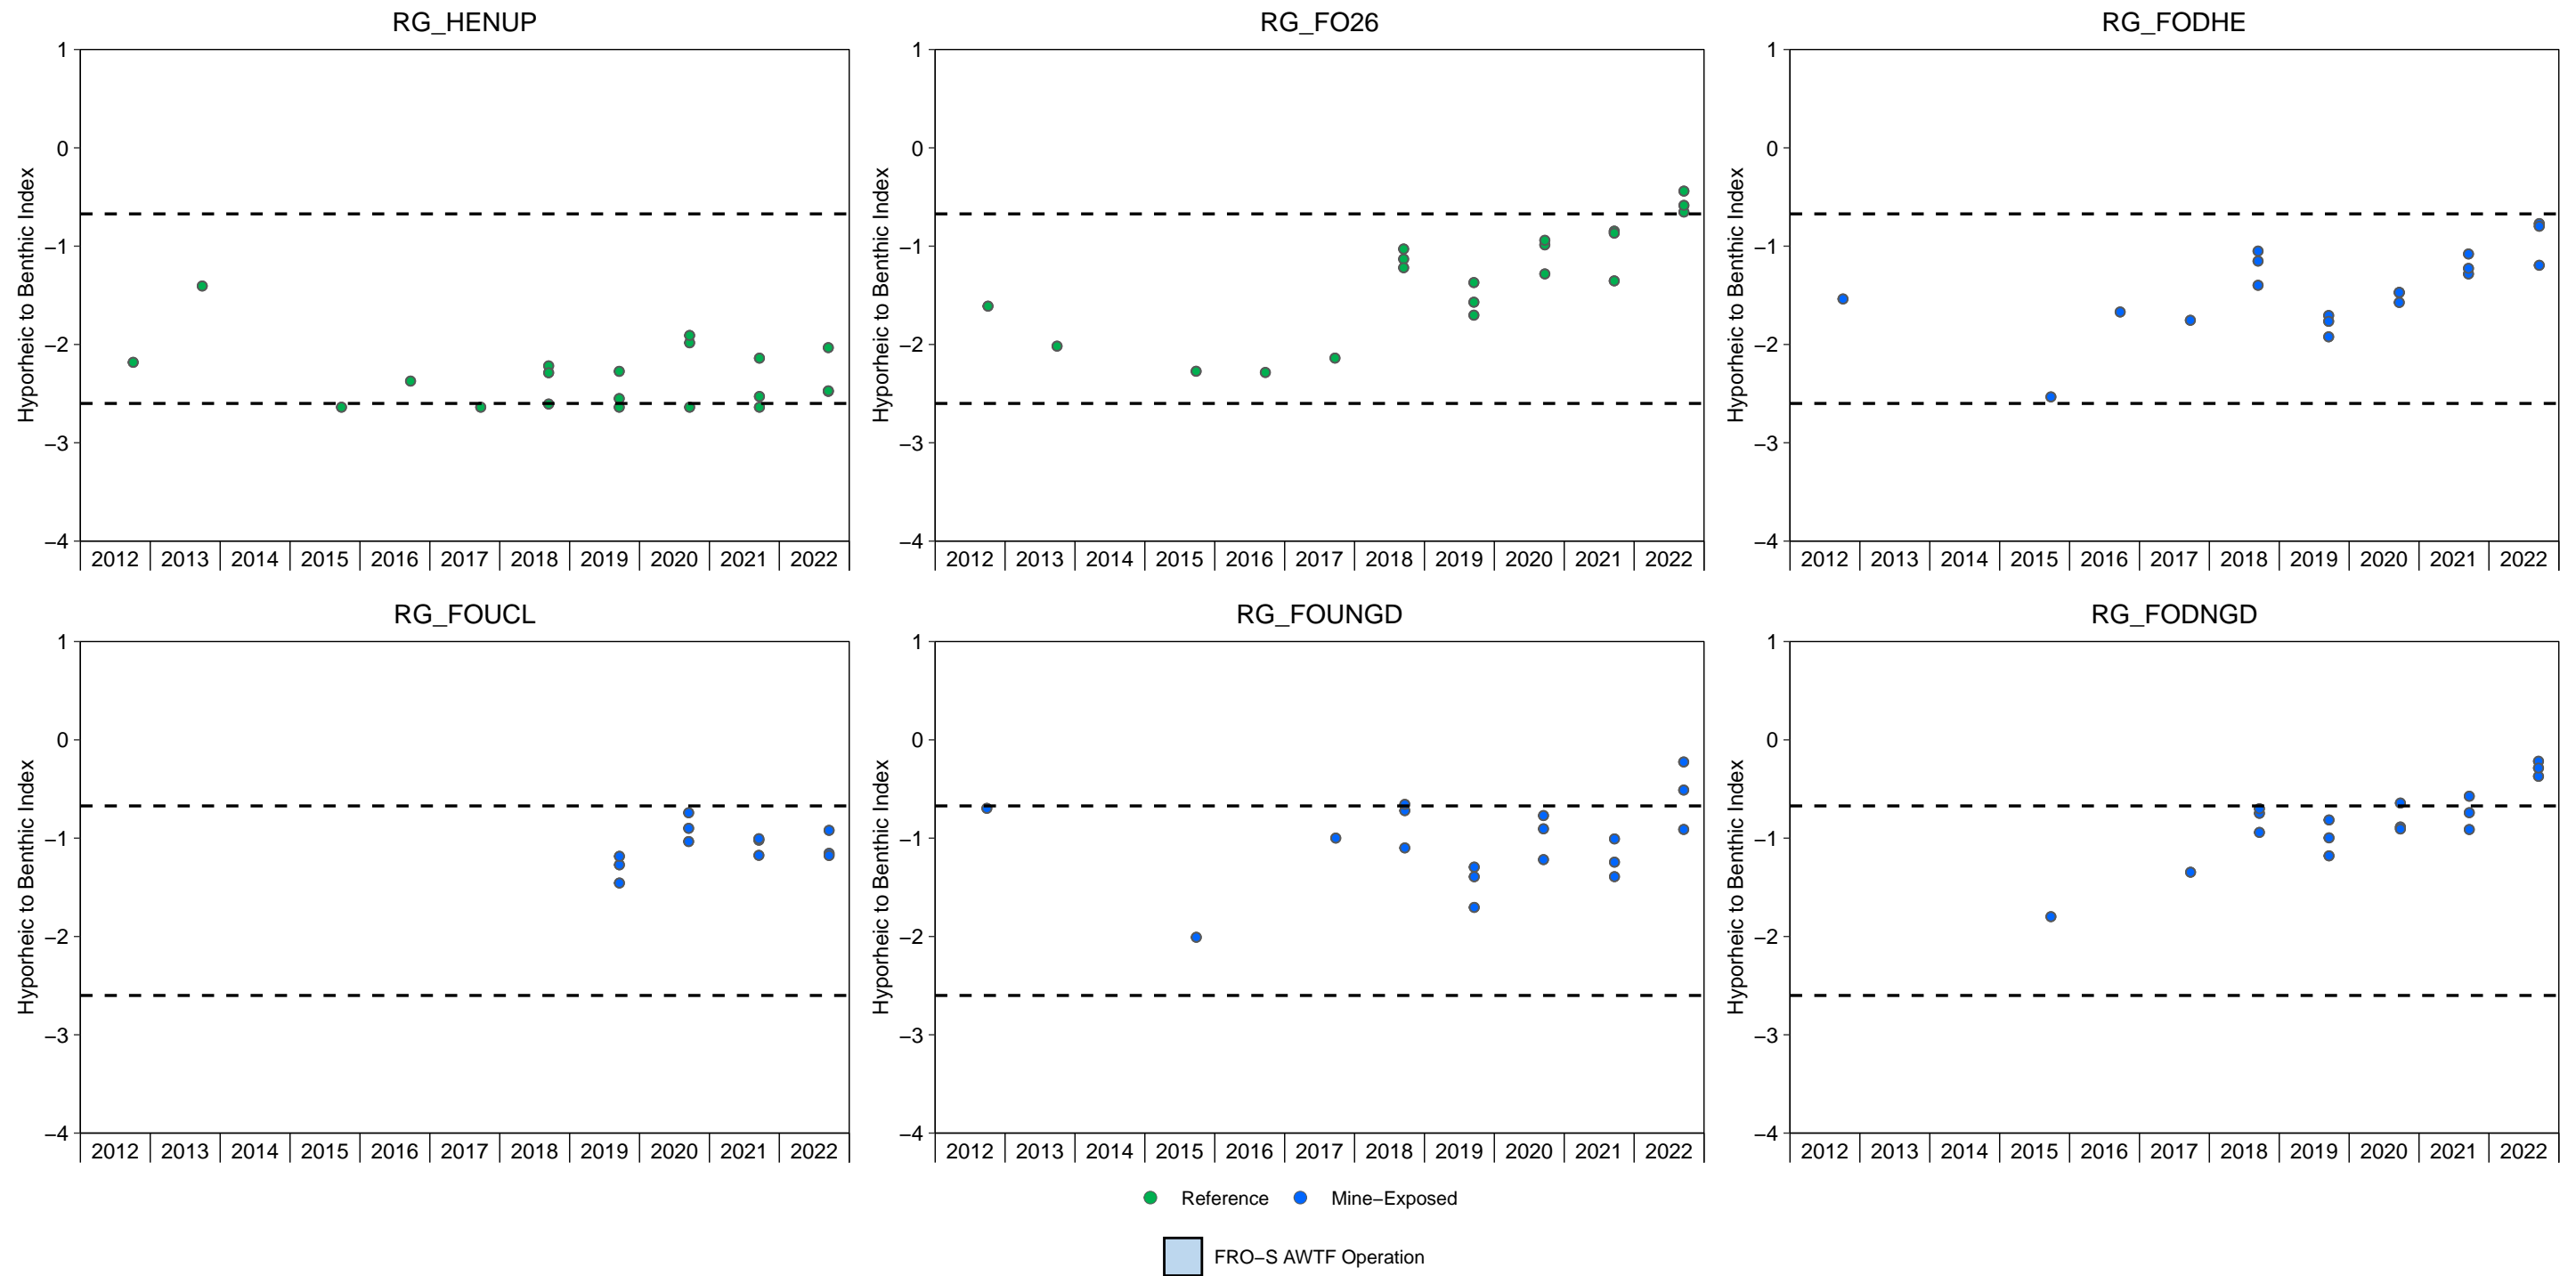 RG_HENUP RG_FO26 RG_FODHE
Hyporheic to Benthic Index
1
0
−1
−2
−3
−4
2012 2013 2014 2015 2016 2017 2018 2019 2020 2021 2022
Hyporheic to Benthic Index
1
0
−1
−2
−3
−4
2012 2013 2014 2015 2016 2017 2018 2019 2020 2021 2022
Hyporheic to Benthic Index
1
0
−1
−2
−3
−4
2012 2013 2014 2015 2016 2017 2018 2019 2020 2021 2022
RG_FOUCL RG_FOUNGD RG_FODNGD
Hyporheic to Benthic Index
1
0
−1
−2
−3
−4
2012 2013 2014 2015 2016 2017 2018 2019 2020 2021 2022
Hyporheic to Benthic Index
1
0
−1
−2
−3
−4
2012 2013 2014 2015 2016 2017 2018 2019 2020 2021 2022
Hyporheic to Benthic Index
1
0
−1
−2
−3
−4
2012 2013 2014 2015 2016 2017 2018 2019 2020 2021 2022
Reference Mine−Exposed
FRO−S AWTF Operation